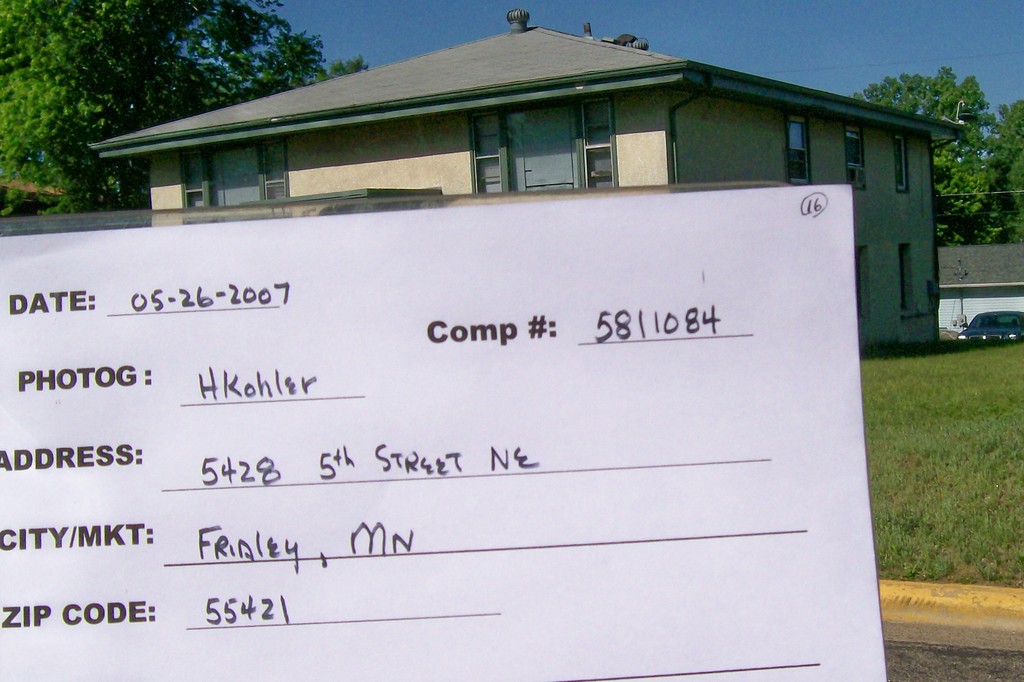 16
DATE: 05-26-2007
Comp #: 5811084
PHOTOG: HKohler
ADDRESS: 5428 5th STREET NE
CITY/MKT: FRIDLEY, MN
ZIP CODE: 55421